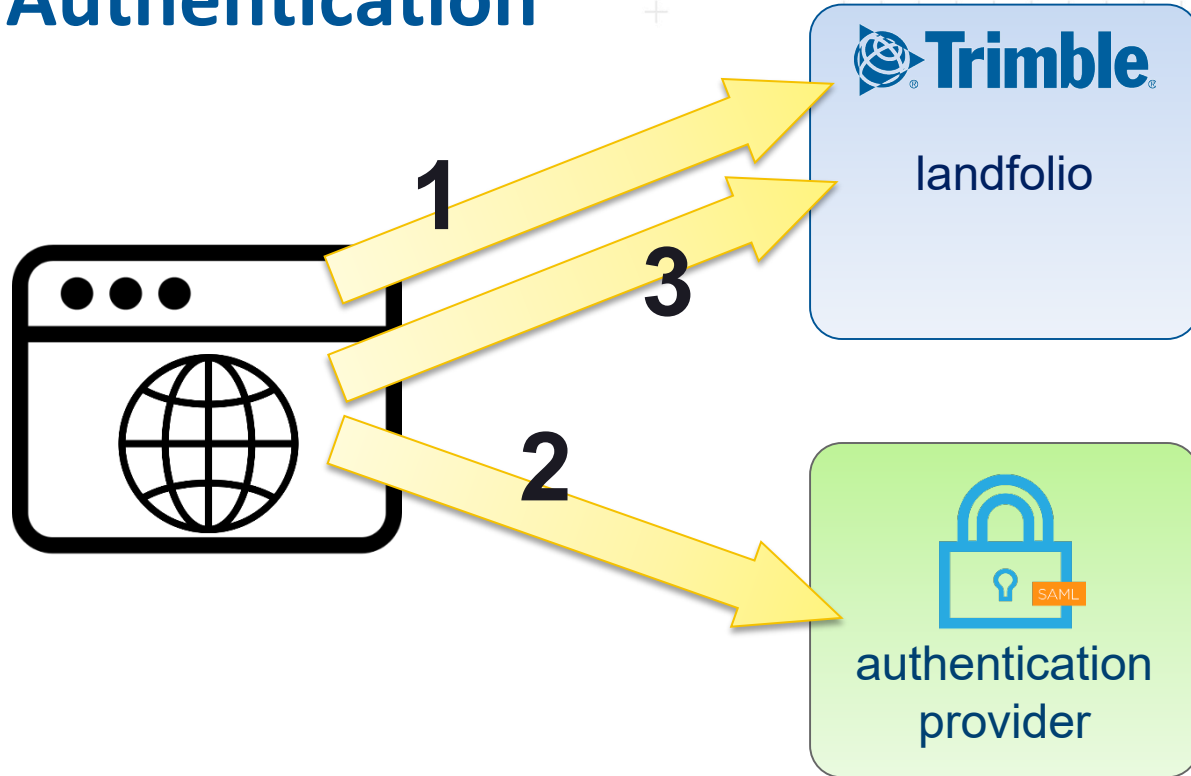 Authentication
Trimble
landfolio
1
3
2
SAML
authentication
provider